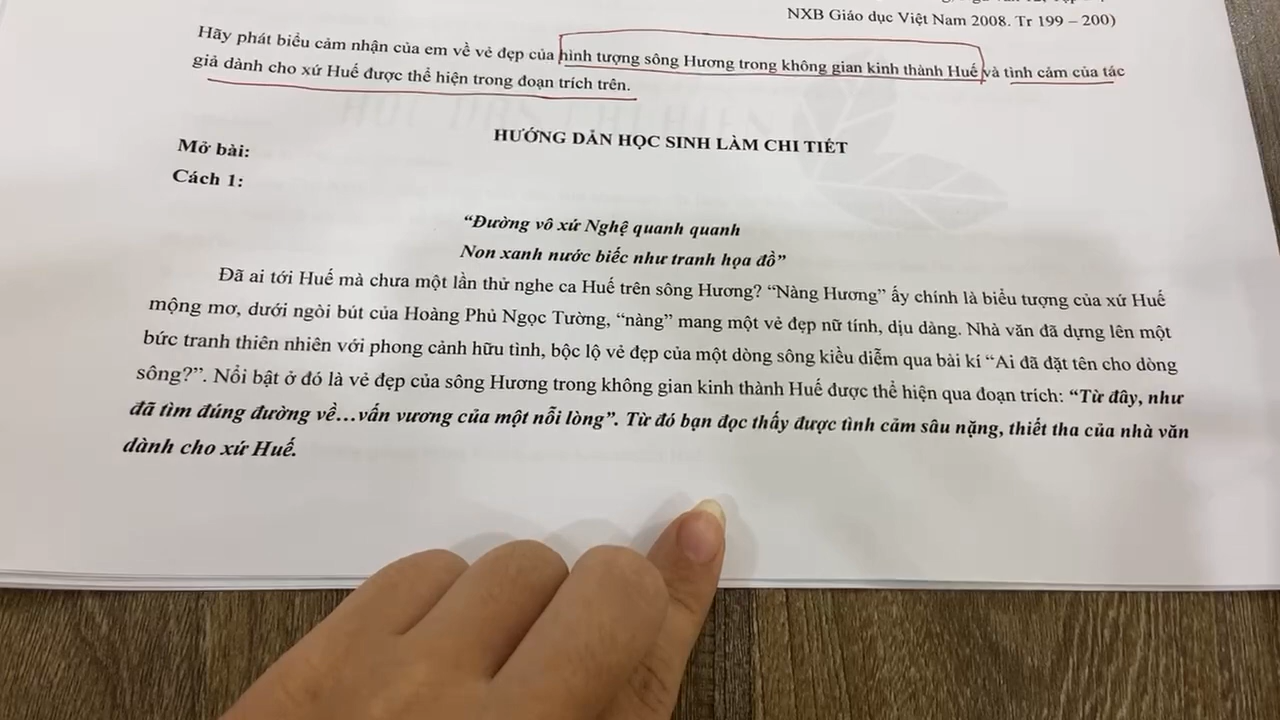 NXB Giáo dục Việt Nam 2008. Tr 199 – 200)
Hãy phát biểu cảm nhận của em về vẻ đẹp của hình tượng sông Hương trong không gian kinh thành Huế và tình cảm của tác
giả dành cho xứ Huế được thể hiện trong đoạn trích trên.
HƯỚNG DẪN HỌC SINH LÀM CHI TIẾT
Mở bài:
Cách 1:
“Đường vô xứ Nghệ quanh quanh
Non xanh nước biếc như tranh họa đồ”
Đã ai tới Huế mà chưa một lần thử nghe ca Huế trên sông Hương? “Nàng Hương” ấy chính là biểu tượng của xứ Huế
mộng mơ, dưới ngòi bút của Hoàng Phủ Ngọc Tường, “nàng” mang một vẻ đẹp nữ tính, dịu dàng. Nhà văn đã dựng lên một
bức tranh thiên nhiên với phong cảnh hữu tình, bộc lộ vẻ đẹp của một dòng sông kiều diễm qua bài kí “Ai đã đặt tên cho dòng
sông?”. Nổi bật ở đó là vẻ đẹp của sông Hương trong không gian kinh thành Huế được thể hiện qua đoạn trích: “Từ đây, như
đã tìm đúng đường về…vấn vương của một nỗi lòng”. Từ đó bạn đọc thấy được tình cảm sâu nặng, thiết tha của nhà văn
dành cho xứ Huế.